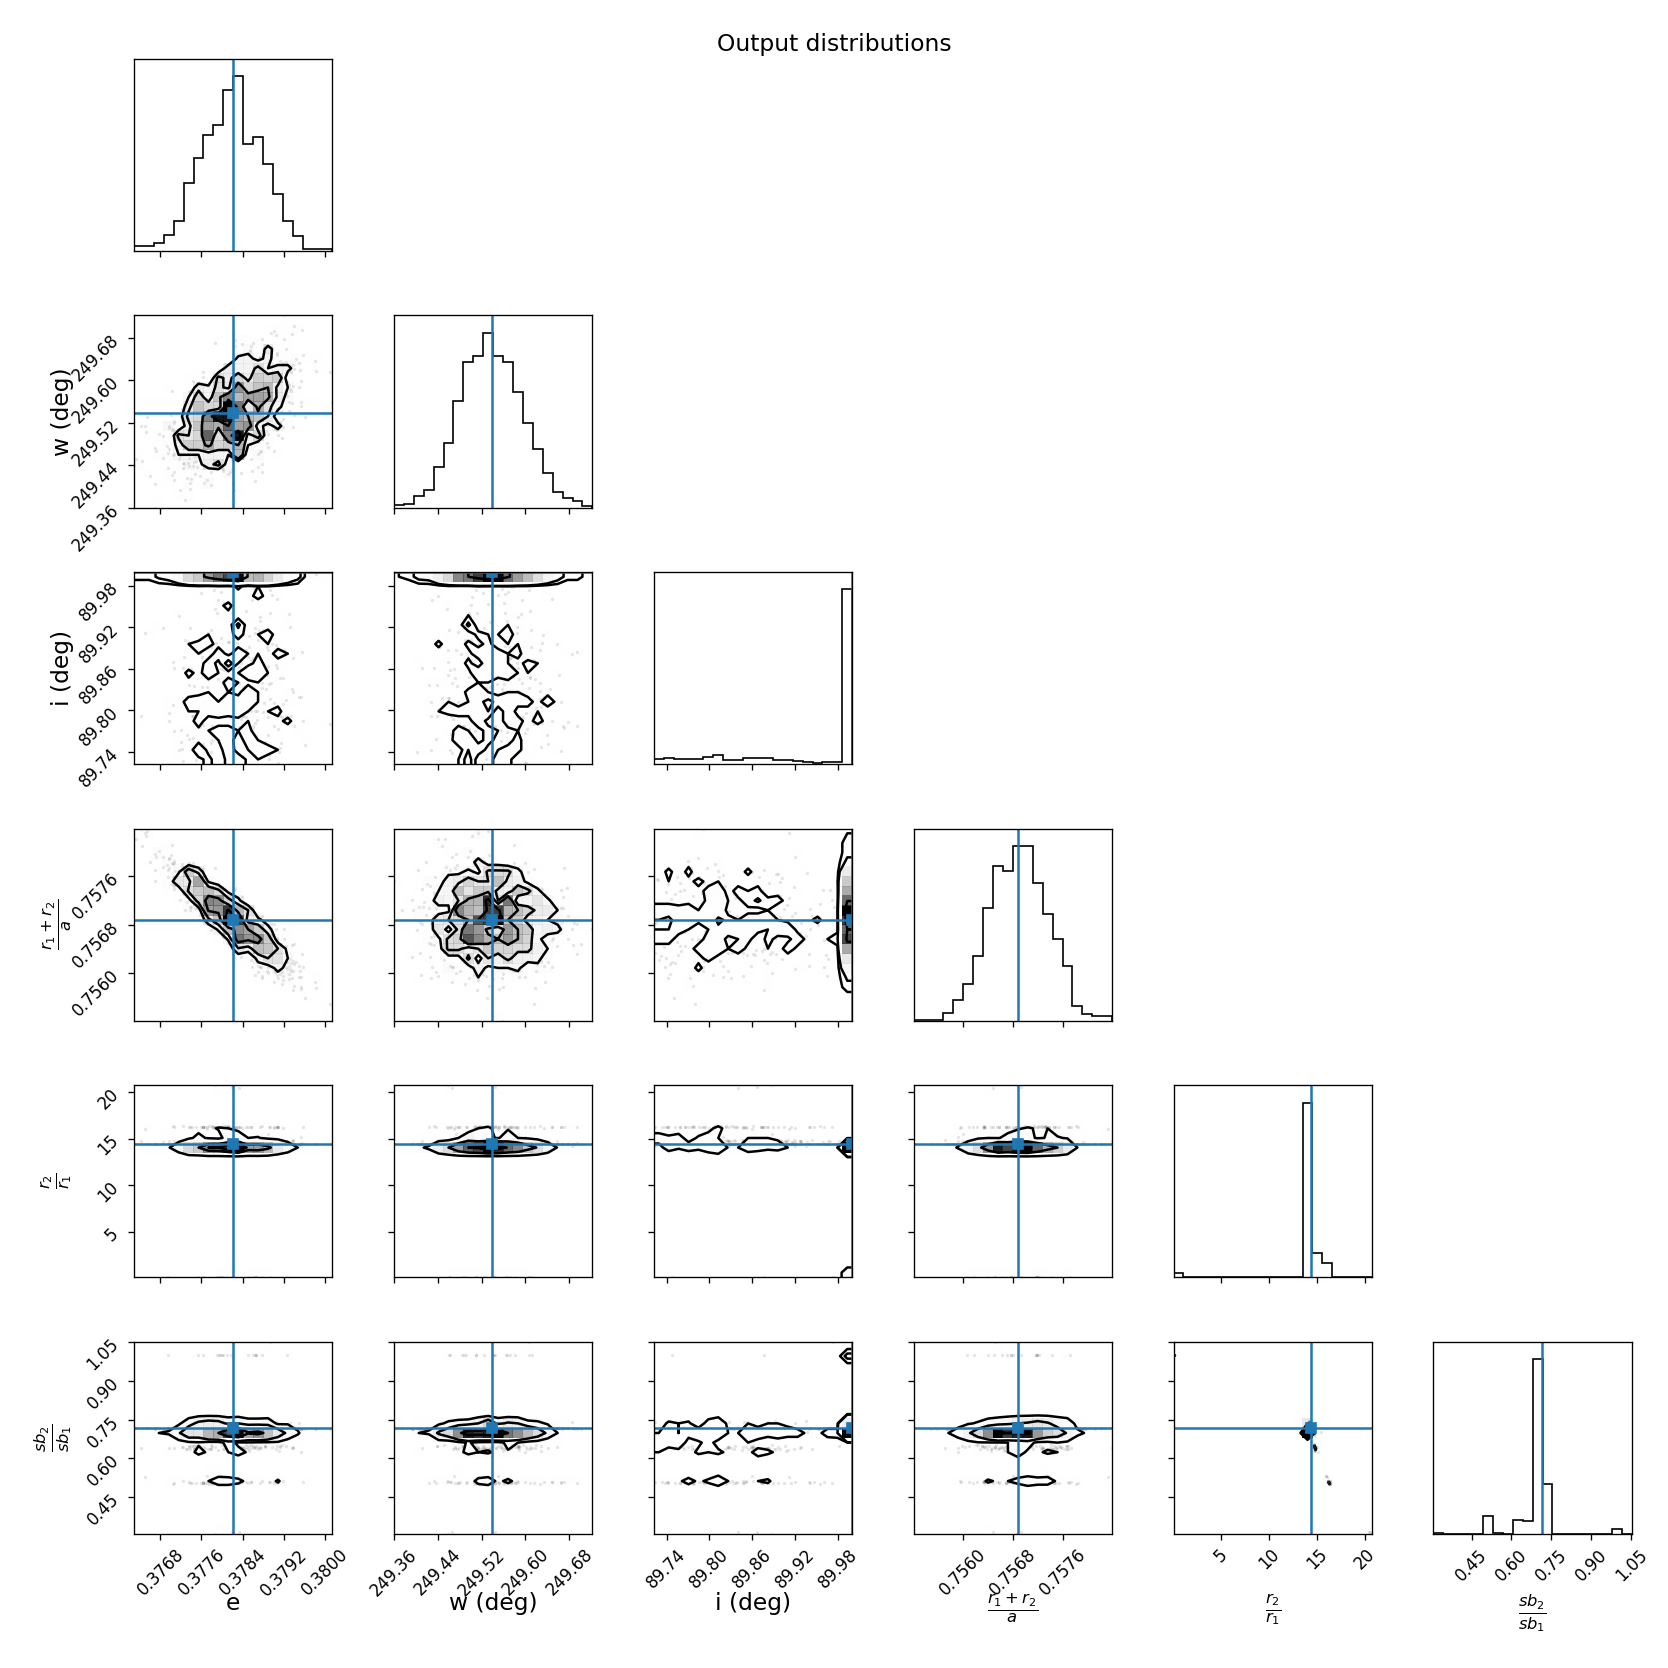 Output distributions
w (deg)
249.68
249.60
249.52
249.44
249.36
i (deg)
89.98
89.92
89.86
89.80
89.74
r₁ + r₂
a
0.7576
0.7568
0.7560
r₂
r₁
20
15
10
5
sb₂
sb₁
1.05
0.90
0.75
0.60
0.45
0.3768 0.3776 0.3784 0.3792 0.3800
249.36 249.44 249.52 249.60 249.68
89.74 89.80 89.86 89.92 89.98
0.7560 0.7568 0.7576
5 10 15 20
0.45 0.60 0.75 0.90 1.05
e
w (deg)
i (deg)
r₁ + r₂
a
r₂
r₁
sb₂
sb₁